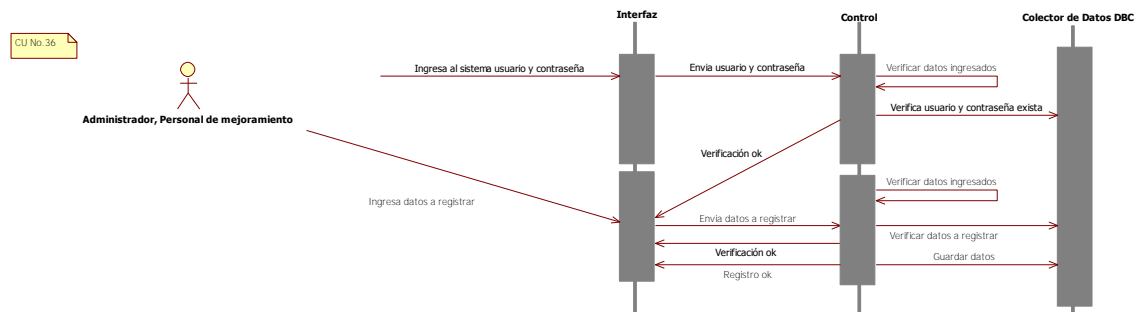 Interfaz
Control
Colector de Datos DBC
CU No.36
Ingresa al sistema usuario y contraseña
Envia usuario y contraseña
Verificar datos ingresados
Verifica usuario y contraseña exista
Administrador, Personal de mejoramiento
Verificación ok
Verificar datos ingresados
Ingresa datos a registrar
Envia datos a registrar
Verificar datos a registrar
Verificación ok
Guardar datos
Registro ok